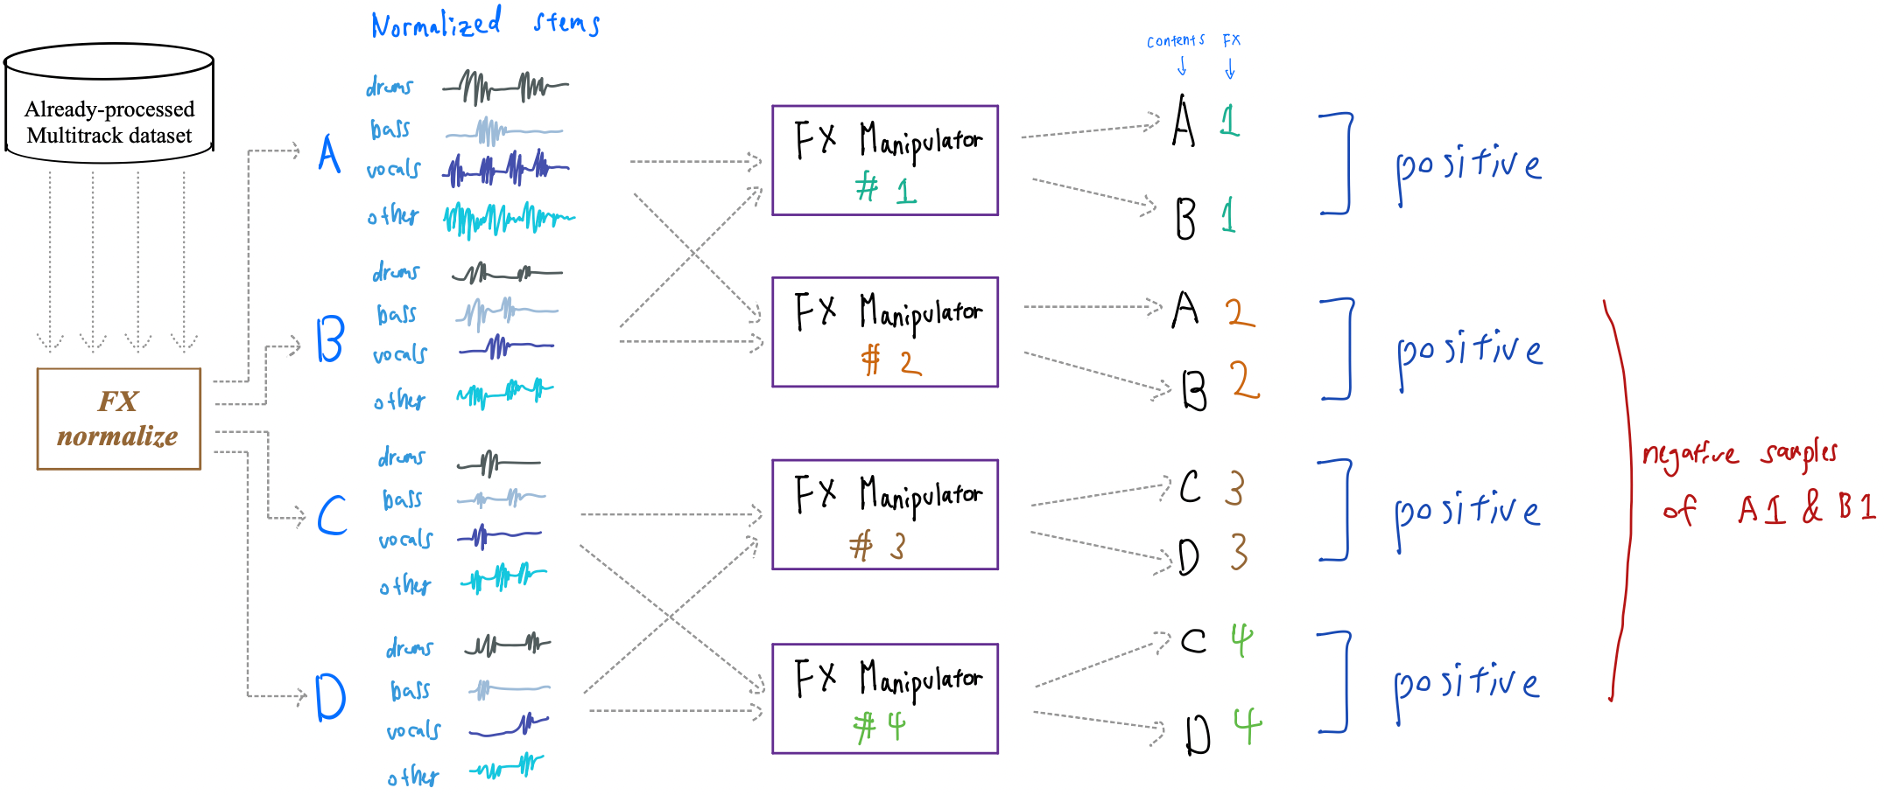 Normalized stems
Already-processed
Multitrack dataset
FX
normalize
A
drums
bass
vocals
other
B
drums
bass
vocals
other
C
drums
bass
vocals
other
D
drums
bass
vocals
other
FX Manipulator
# 1
FX Manipulator
# 2
FX Manipulator
# 3
FX Manipulator
# 4
Contents FX
A 1
B 1
positive
A 2
B 2
positive
C 3
D 3
positive
C 4
D 4
positive
negative samples
of A1 & B1